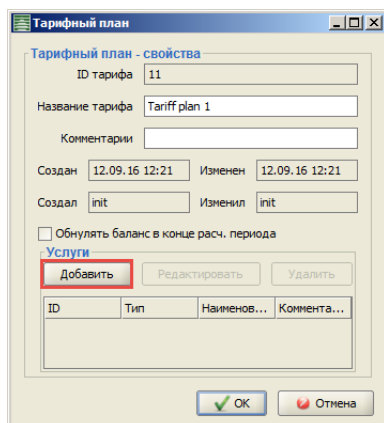 Тарифный план
Тарифный план - свойства
ID тарифа 11
Название тарифа Tariff plan 1
Комментарии
Создан 12.09.16 12:21 Изменен 12.09.16 12:21
Создал init Изменил init
Обнулять баланс в конце расч. периода
Услуги
Добавить Редактировать Удалить
ID Тип Наименов... Коммента...
OK Отмена